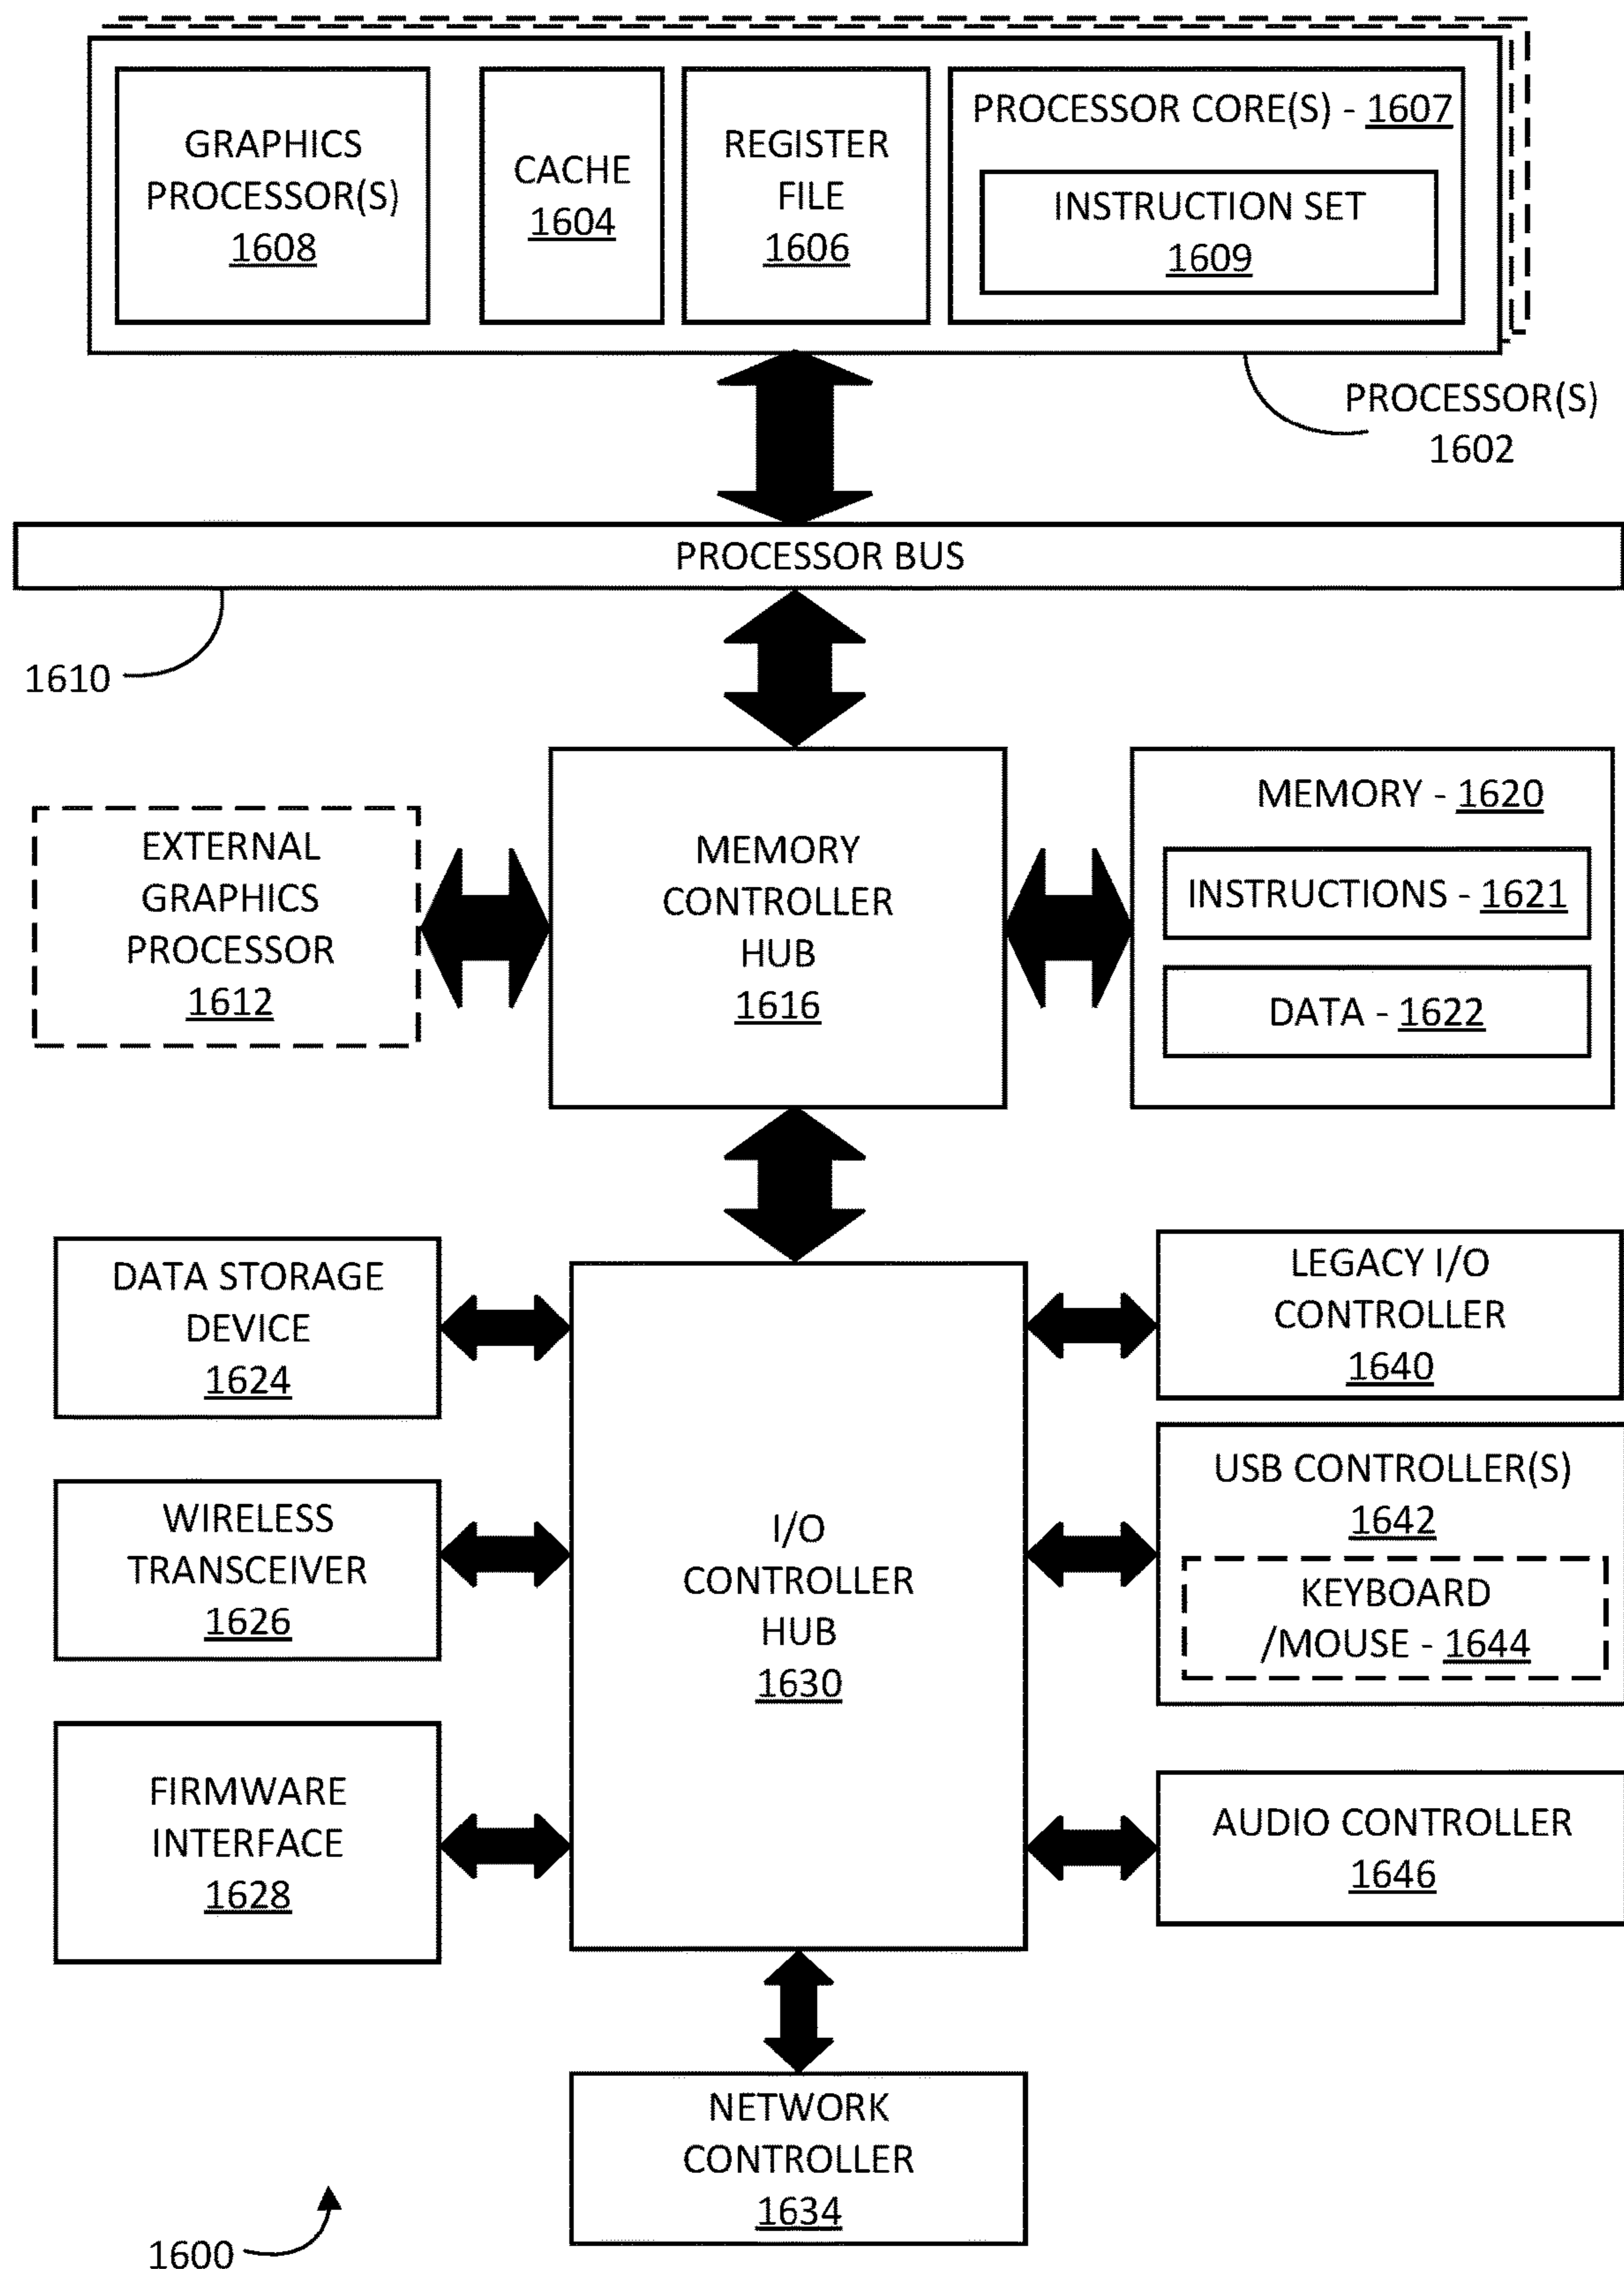 GRAPHICS
PROCESSOR(S)
1608
CACHE
1604
REGISTER
FILE
1606
PROCESSOR CORE(S) - 1607
INSTRUCTION SET
1609
PROCESSOR(S)
1602
PROCESSOR BUS
1610
EXTERNAL
GRAPHICS
PROCESSOR
1612
MEMORY
CONTROLLER
HUB
1616
MEMORY - 1620
INSTRUCTIONS - 1621
DATA - 1622
DATA STORAGE
DEVICE
1624
WIRELESS
TRANSCEIVER
1626
FIRMWARE
INTERFACE
1628
I/O
CONTROLLER
HUB
1630
LEGACY I/O
CONTROLLER
1640
USB CONTROLLER(S)
1642
KEYBOARD
/MOUSE - 1644
AUDIO CONTROLLER
1646
NETWORK
CONTROLLER
1634
1600